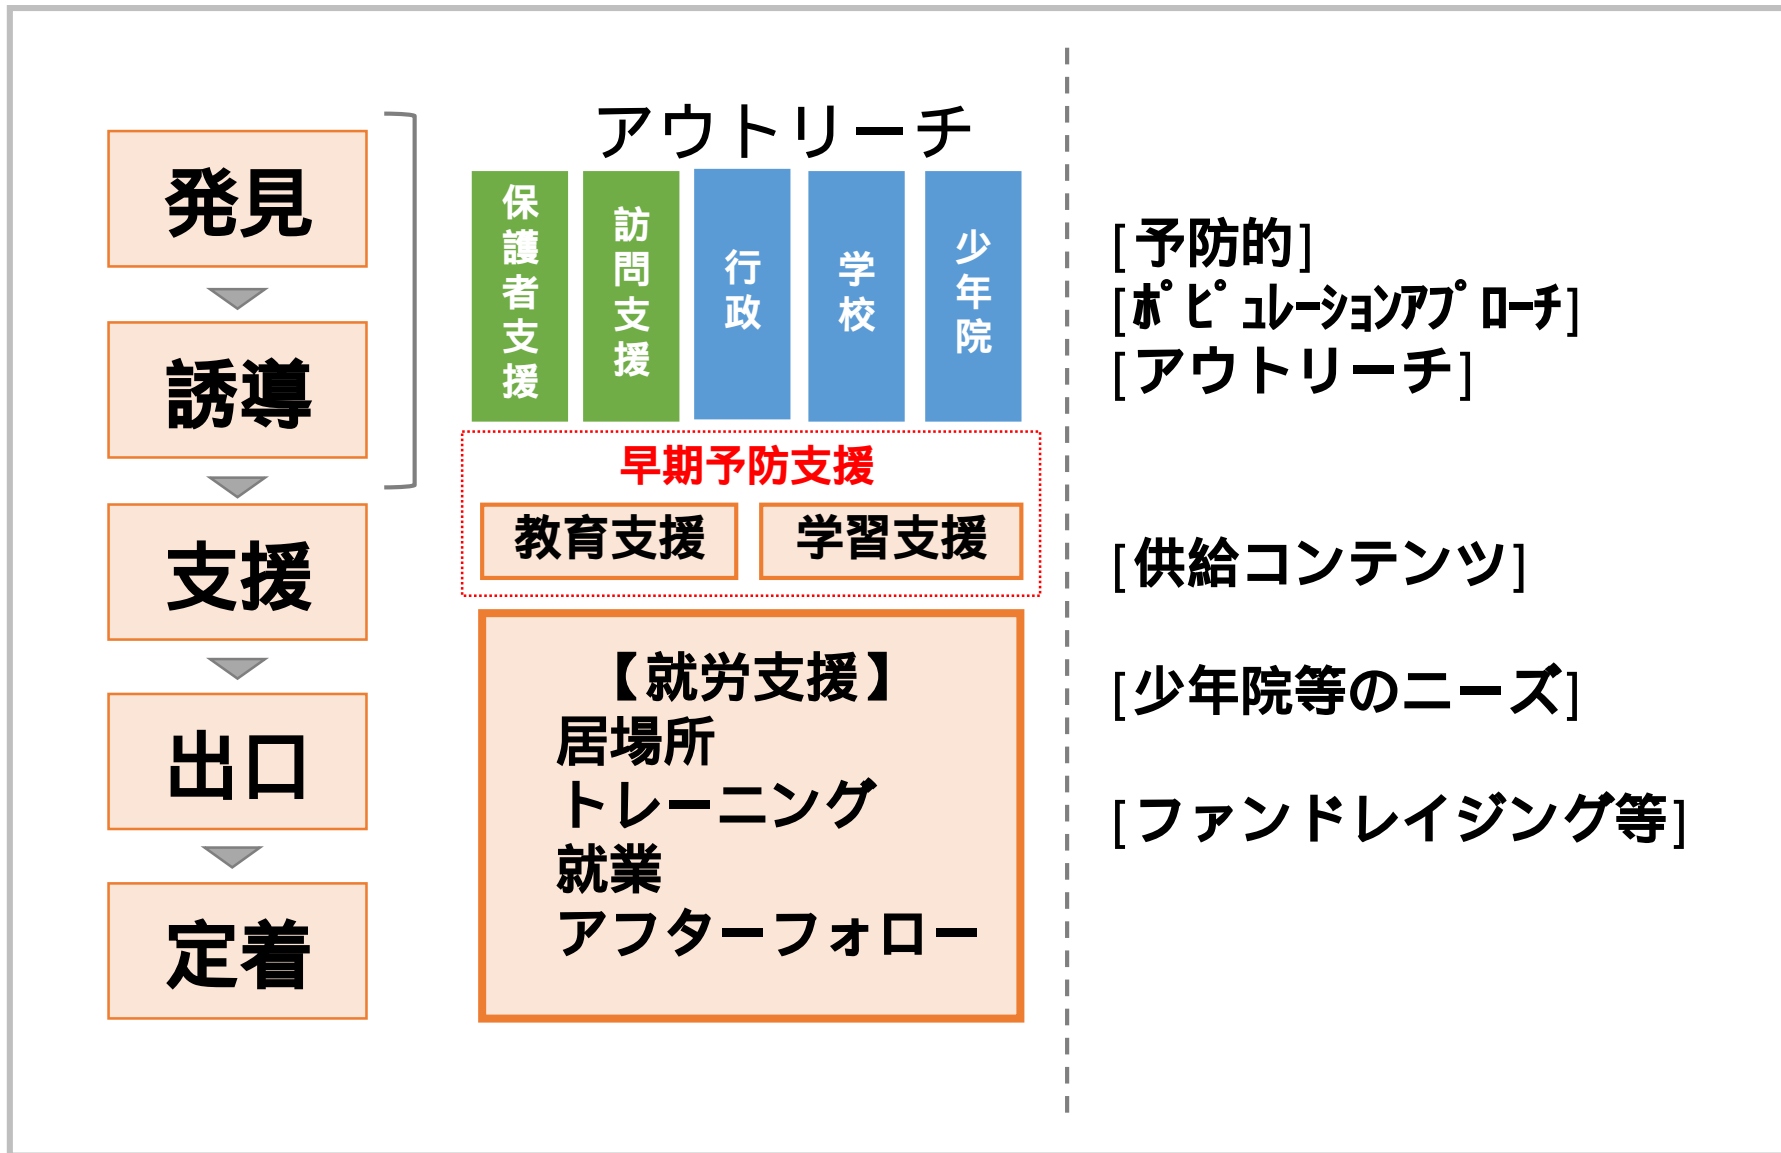 発見
誘導
支援
出口
定着
アウトリーチ
保護者支援
訪問支援
行政
学校
少年院
早期予防支援
教育支援
学習支援
【就労支援】
居場所
トレーニング
就業
アフターフォロー
[予防的]
[ﾎﾟﾋﾟｭﾚｰｼｮﾝｱﾌﾟﾛｰﾁ]
[アウトリーチ]
[供給コンテンツ]
[少年院等のニーズ]
[ファンドレイジング等]